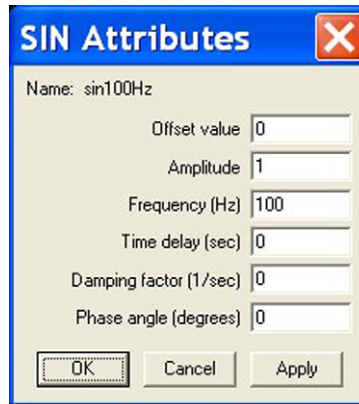 SIN Attributes
Name: sin100Hz
Offset value 0
Amplitude 1
Frequency (Hz) 100
Time delay (sec) 0
Damping factor (1/sec) 0
Phase angle (degrees) 0
OK Cancel Apply